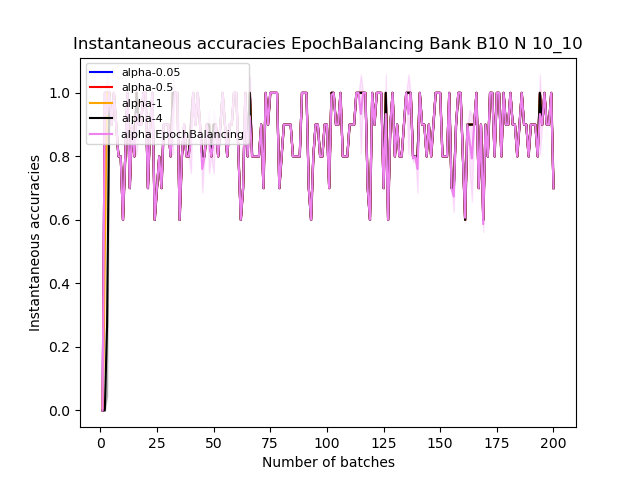 Instantaneous accuracies EpochBalancing Bank B10 N 10_10
alpha-0.05
alpha-0.5
alpha-1
alpha-4
alpha EpochBalancing
1.0
0.8
0.6
0.4
0.2
0.0
Instantaneous accuracies
0 25 50 75 100 125 150 175 200
Number of batches